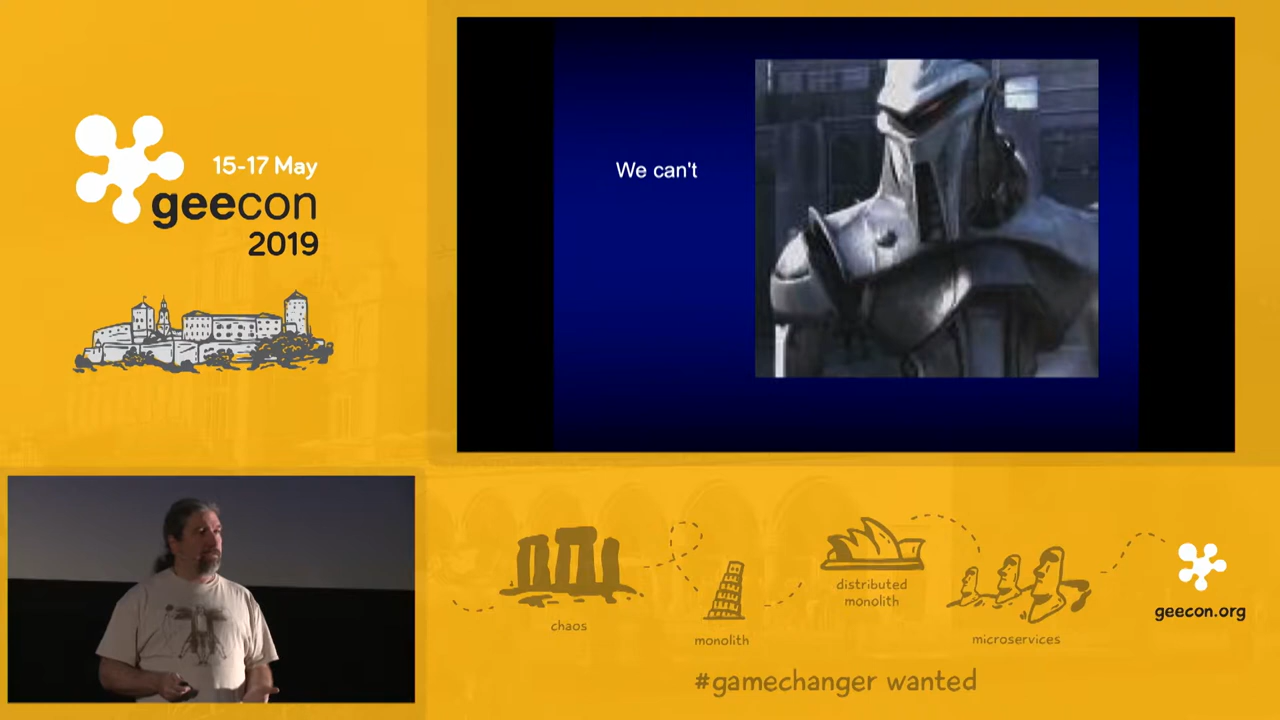 15-17 May
geecon
2019
We can't
chaos
monolith
distributed
monolith
microservices
geecon.org
#gamechanger wanted